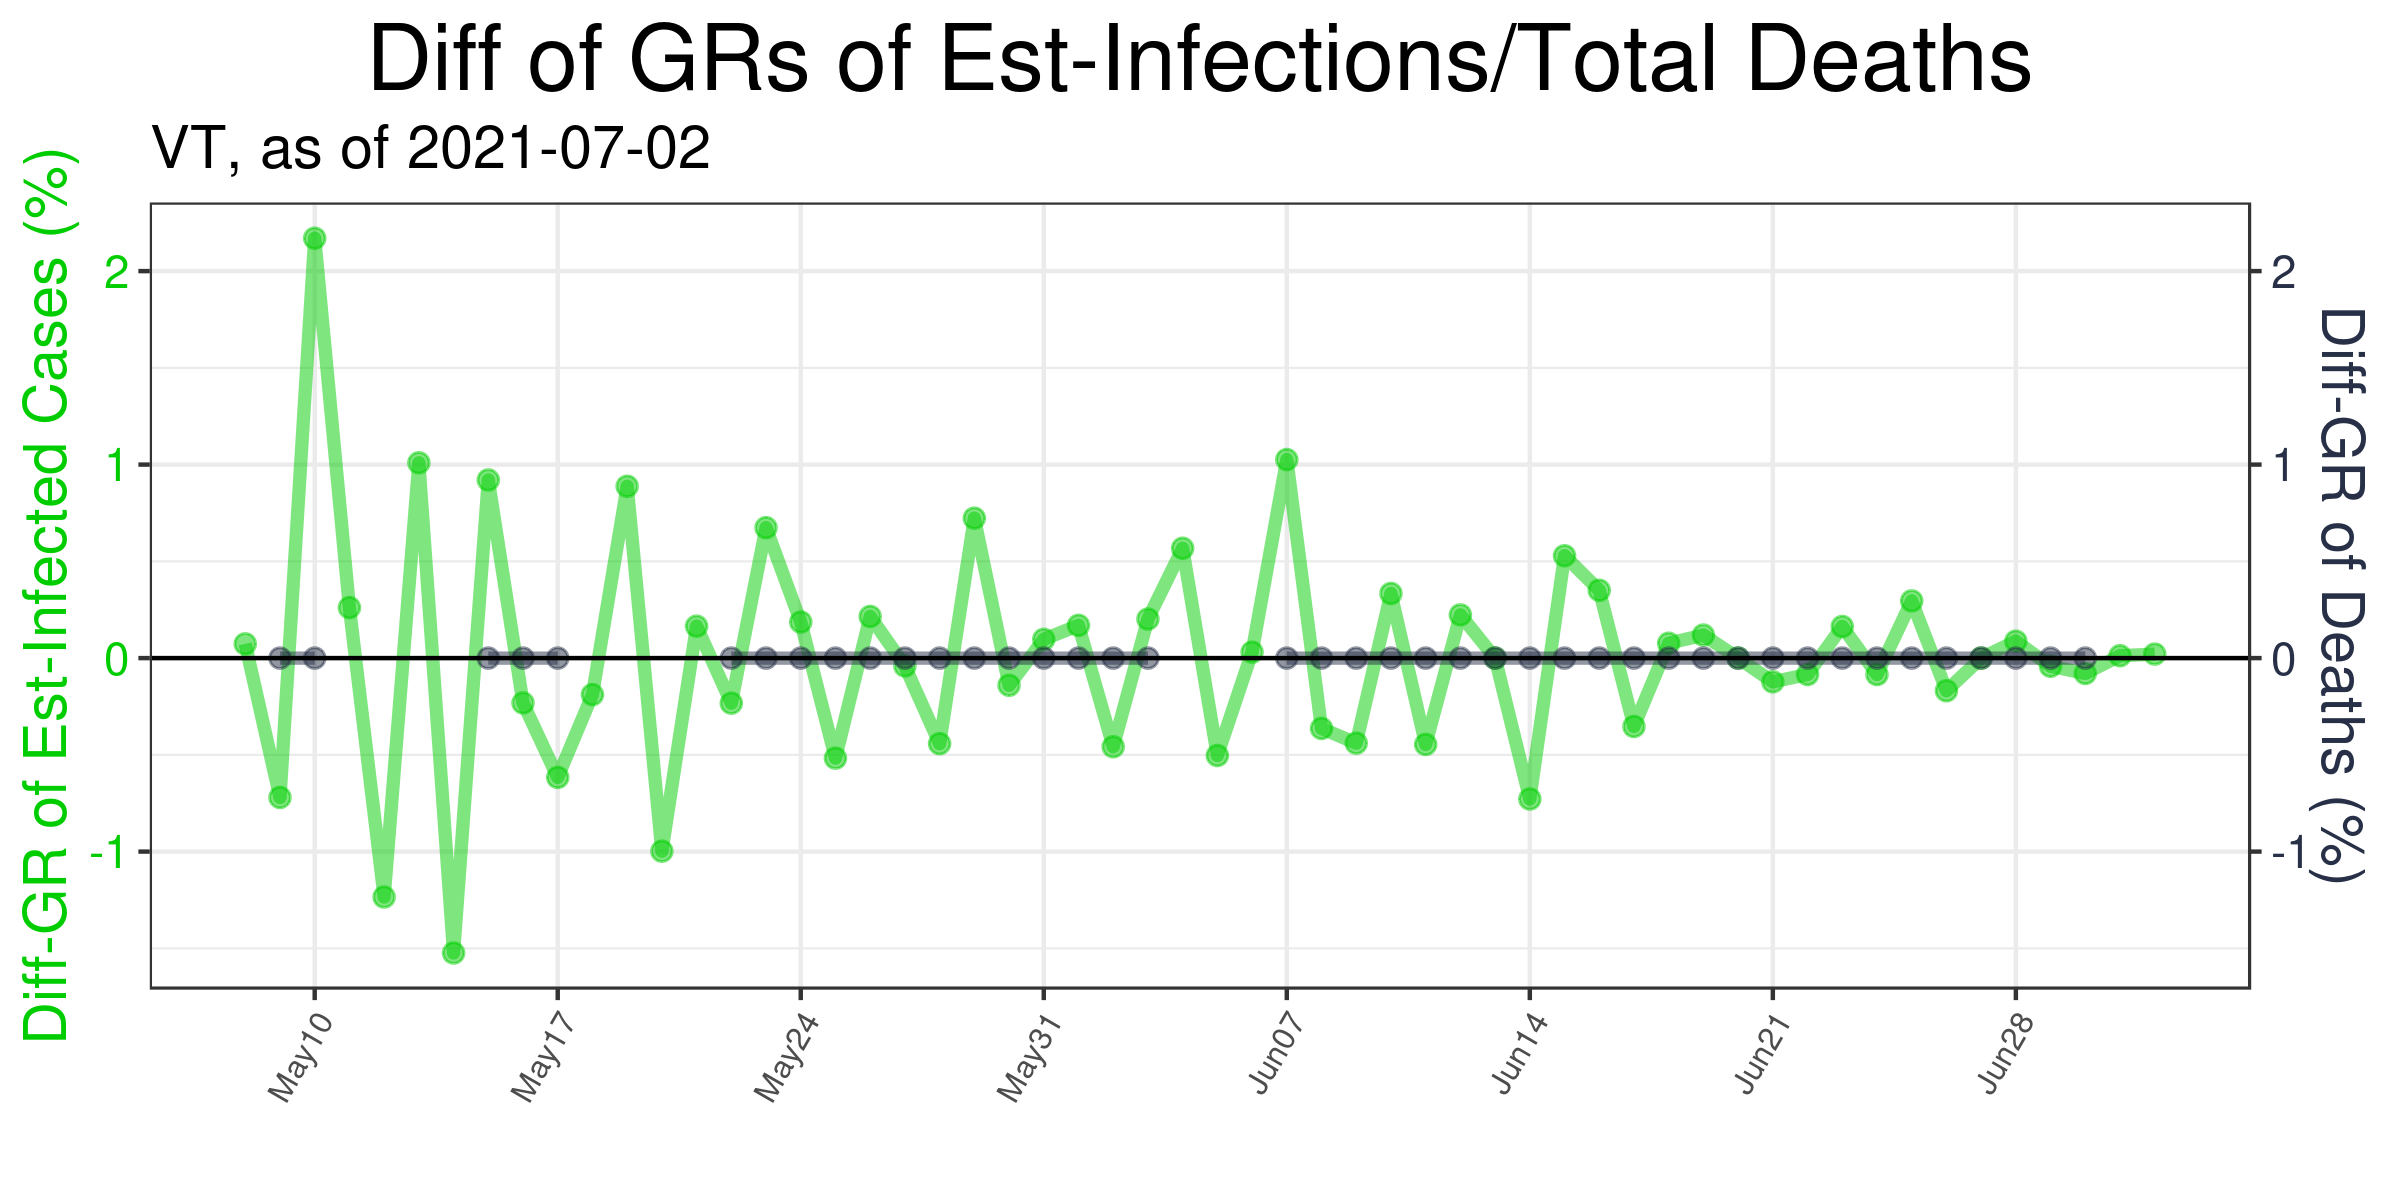 Diff of GRs of Est-Infections/Total Deaths
VT, as of 2021-07-02
Diff-GR of Est-Infected Cases (%)
2
1
0
-1
2
1
0
-1
Diff-GR of Deaths (%)
May10
May17
May24
May31
Jun07
Jun14
Jun21
Jun28